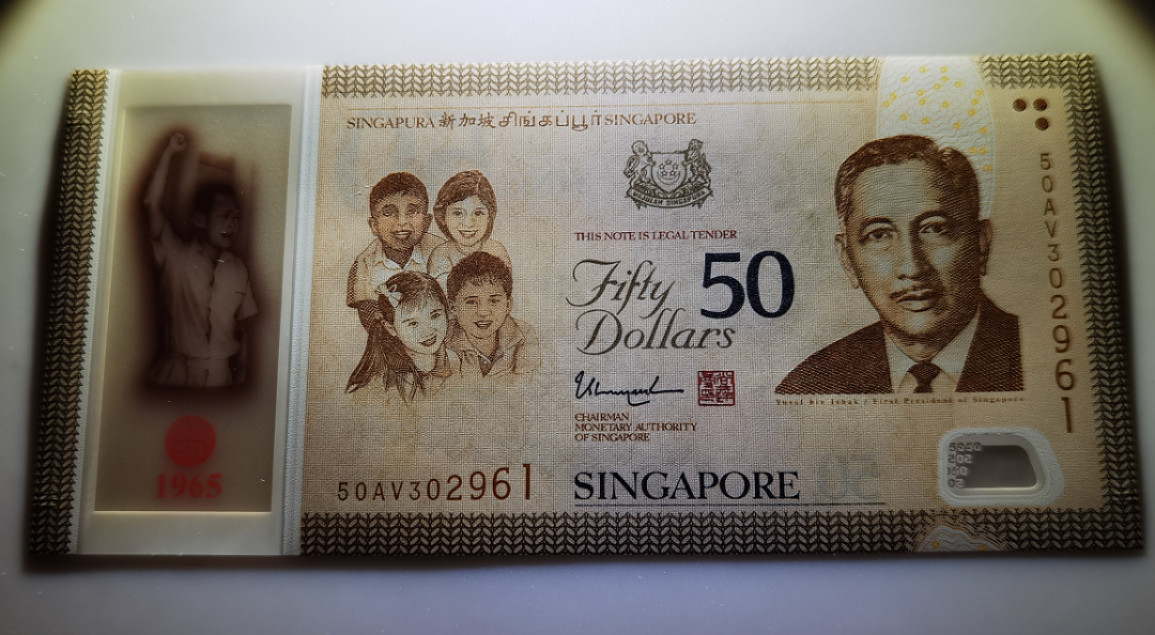 SINGAPURA 新加坡 சிங்கப்பூர் SINGAPORE
MAJULAH SINGAPURA
THIS NOTE IS LEGAL TENDER
Fifty 50
Dollars
CHAIRMAN
MONETARY AUTHORITY
OF SINGAPORE
Yusof bin Ishak / First President of Singapore
50AV302961
50AV302961
SINGAPORE
50
1965